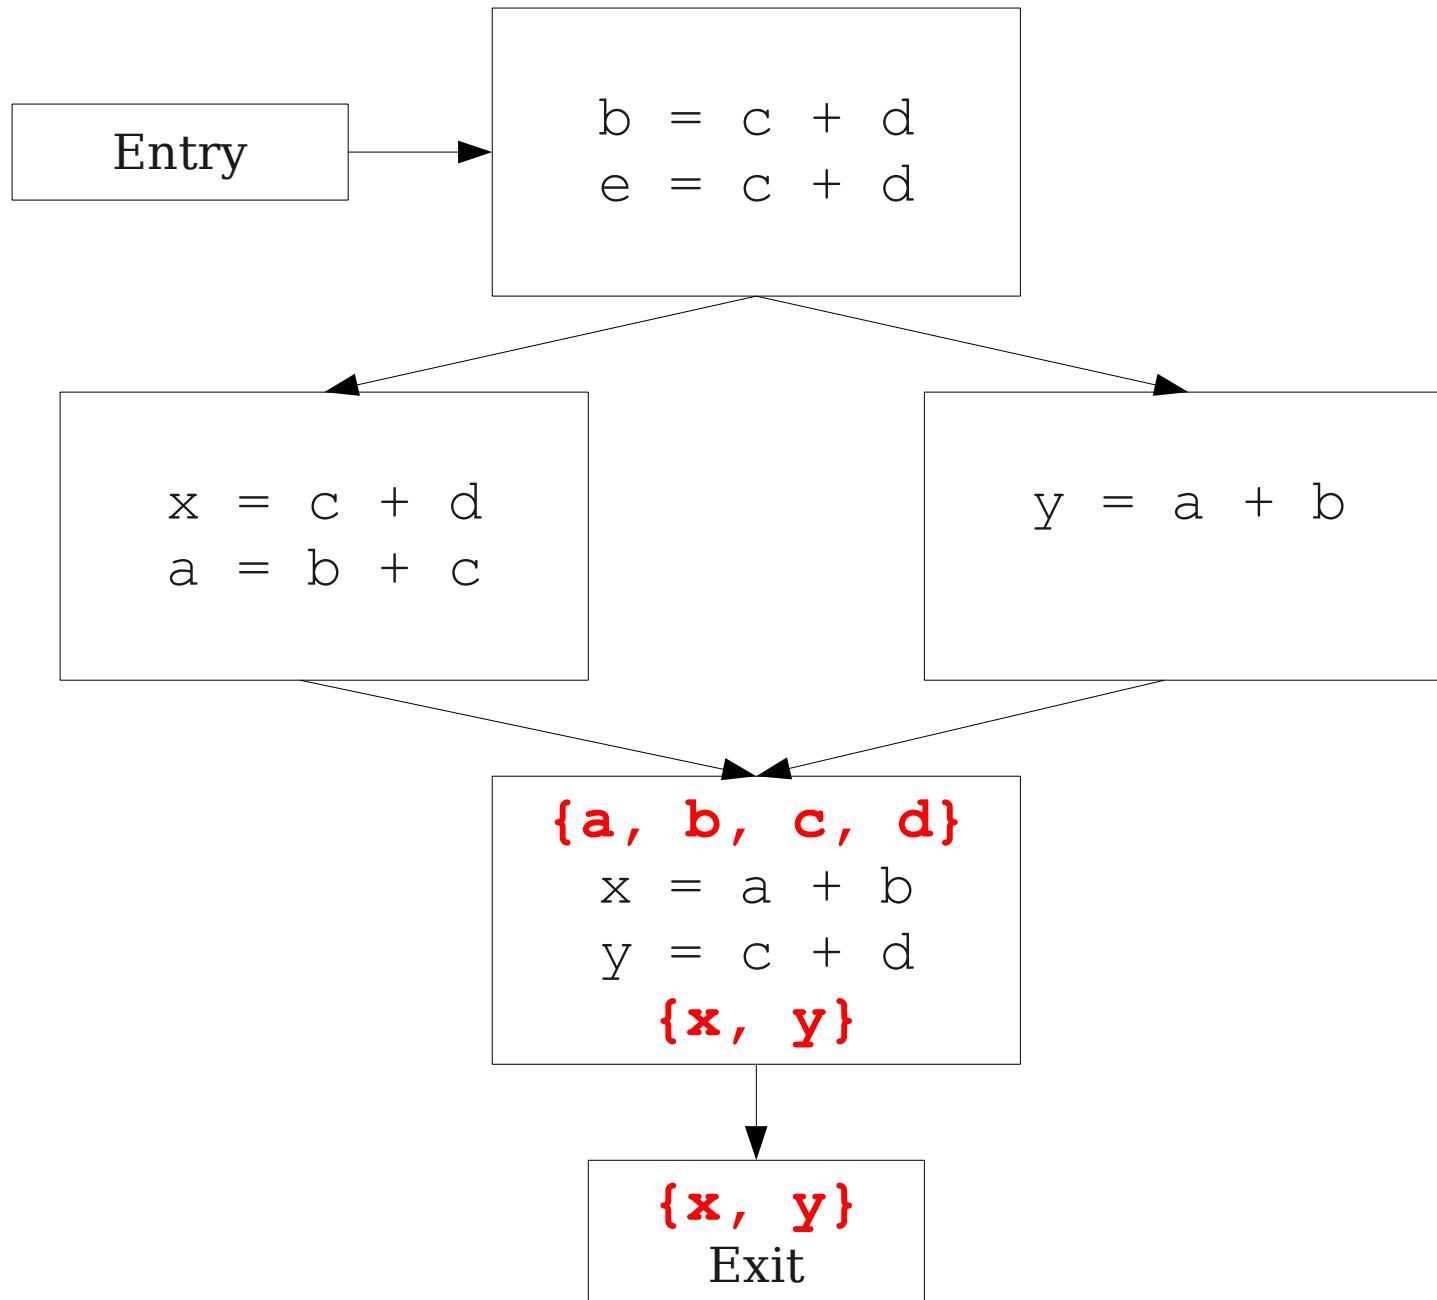 Entry
b = c + d
e = c + d
x = c + d
a = b + c
y = a + b
{a, b, c, d}
x = a + b
y = c + d
{x, y}
{x, y}
Exit